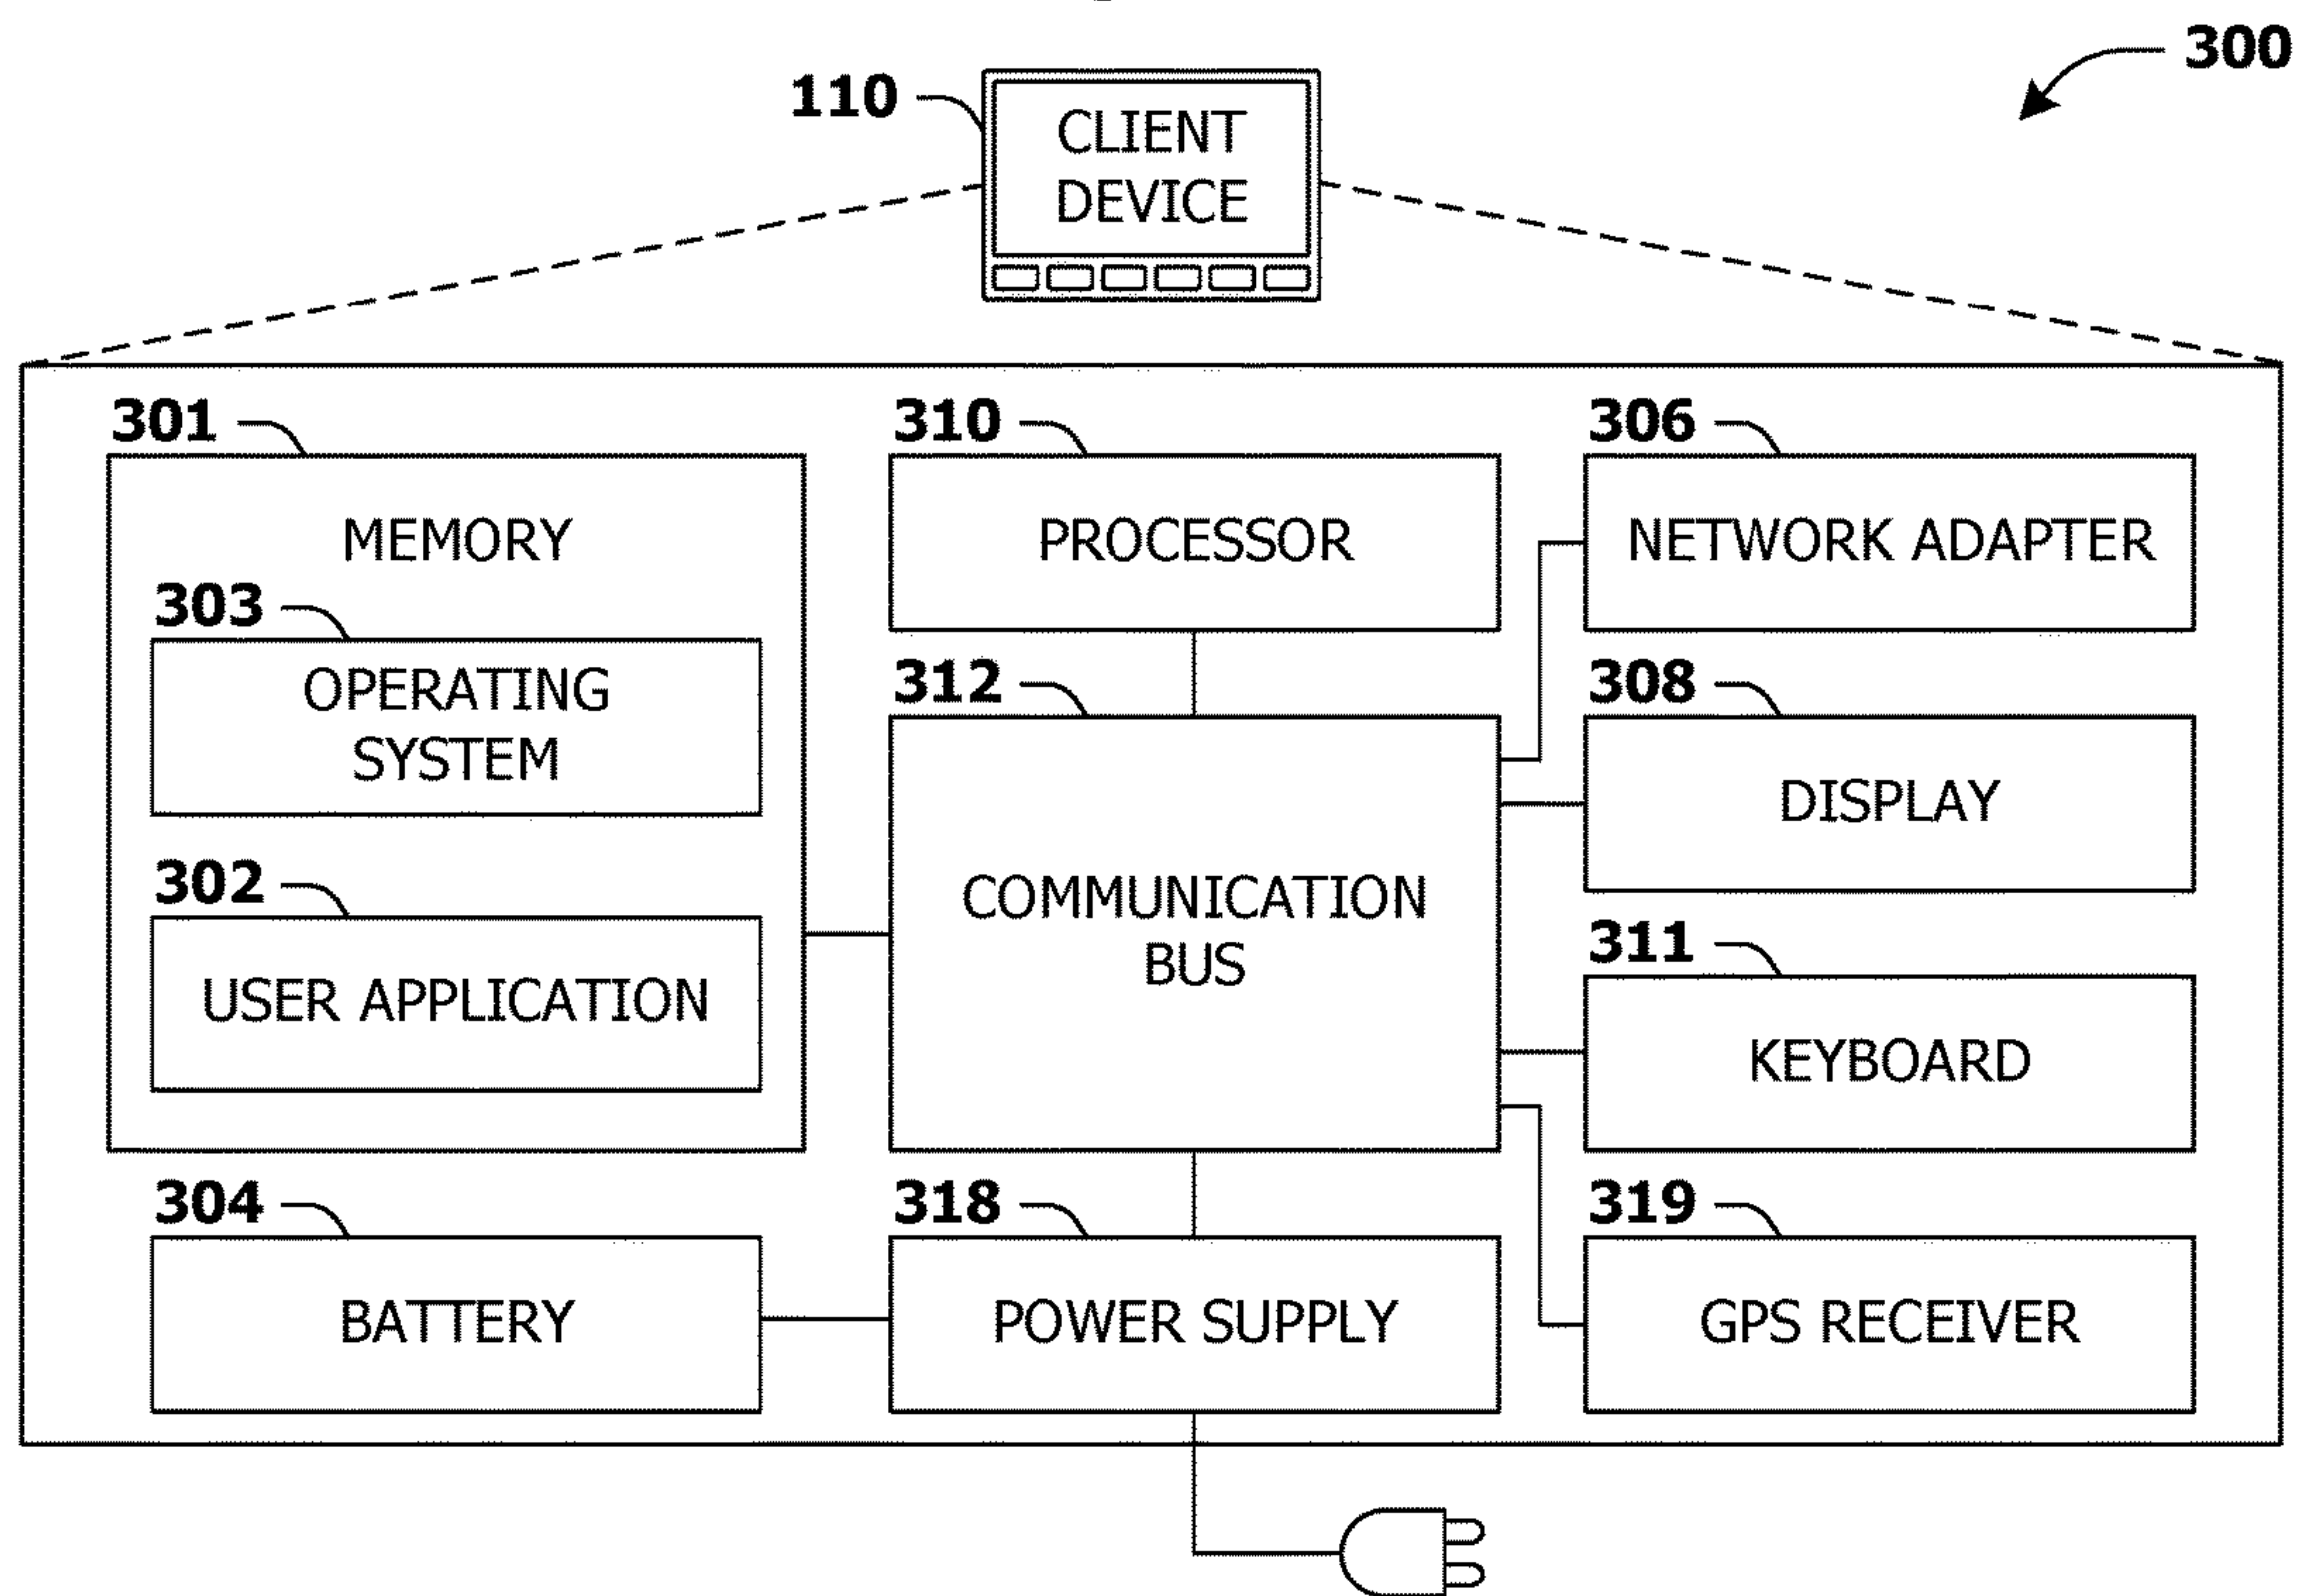 300
110
CLIENT
DEVICE
301
310
306
MEMORY
PROCESSOR
NETWORK ADAPTER
303
312
308
OPERATING
SYSTEM
DISPLAY
302
COMMUNICATION
BUS
311
USER APPLICATION
KEYBOARD
304
318
319
BATTERY
POWER SUPPLY
GPS RECEIVER